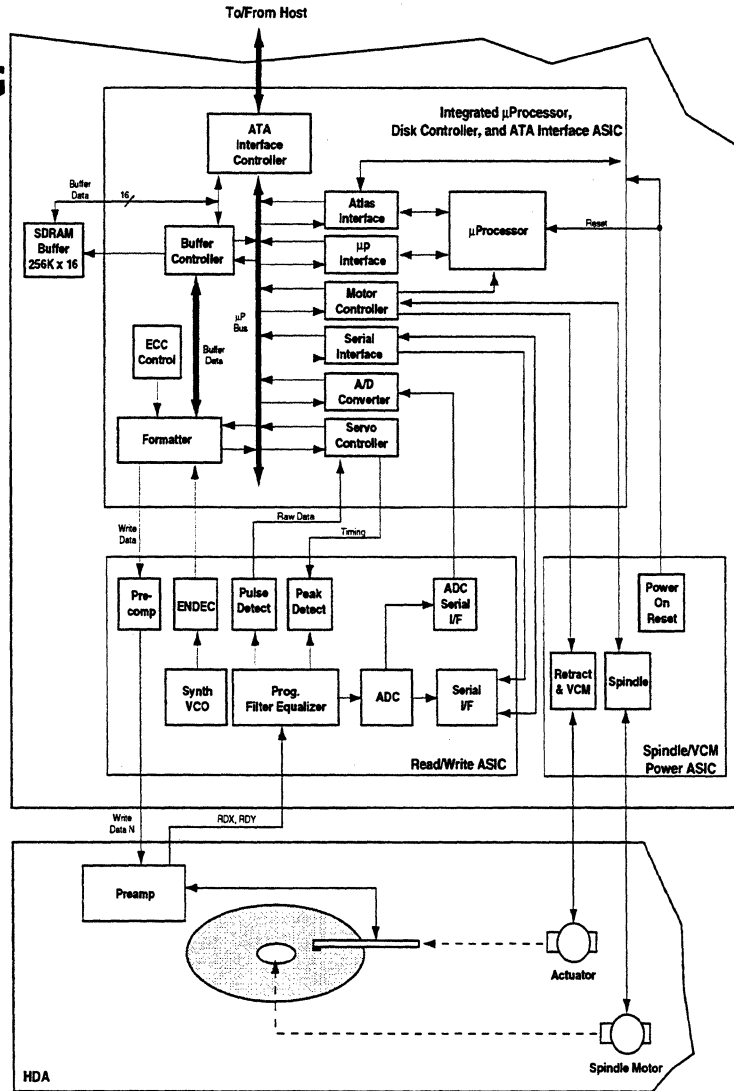 To/From Host
Integrated µProcessor,
Disk Controller, and ATA Interface ASIC
ATA
Interface
Controller
Buffer
Data
16
SDRAM
Buffer
256K x 16
Buffer
Controller
Atlas
Interface
µProcessor
Reset
µp
Interface
Motor
Controller
µP
Bus
ECC
Control
Buffer
Data
Serial
Interface
A/D
Converter
Formatter
Servo
Controller
Write
Data
Raw Data
Timing
Pre-
comp
ENDEC
Pulse
Detect
Peak
Detect
ADC
Serial
I/F
Power
On
Reset
Synth
VCO
Prog.
Filter Equalizer
ADC
Serial
I/F
Retract
& VCM
Spindle
Read/Write ASIC
Spindle/VCM
Power ASIC
Write
Data N
RDX, RDY
Preamp
Actuator
Spindle Motor
HDA